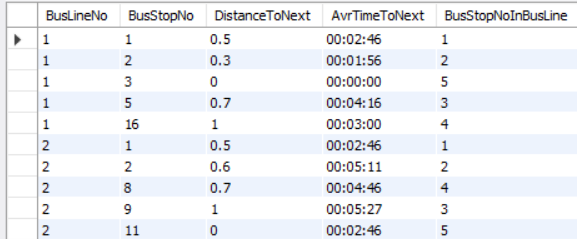 BusLineNo BusStopNo DistanceToNext AvrTimeToNext BusStopNoInBusLine
1 1 0.5 00:02:46 1
1 2 0.3 00:01:56 2
1 3 0 00:00:00 5
1 5 0.7 00:04:16 3
1 16 1 00:03:00 4
2 1 0.5 00:02:46 1
2 2 0.6 00:05:11 2
2 8 0.7 00:04:46 4
2 9 1 00:05:27 3
2 11 0 00:02:46 5